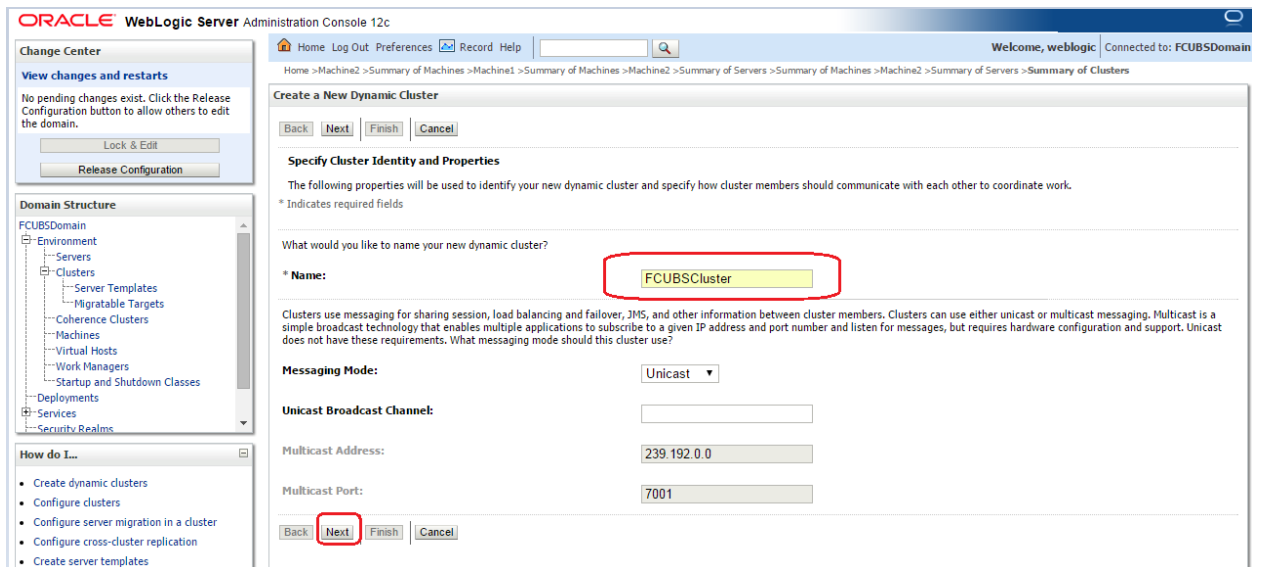 ORACLE WebLogic Server Administration Console 12c
Change Center
View changes and restarts
No pending changes exist. Click the Release
Configuration button to allow others to edit
the domain.
Lock & Edit
Release Configuration
Domain Structure
FCUBSDomain
Environment
Servers
Clusters
Server Templates
Migratable Targets
Coherence Clusters
Machines
Virtual Hosts
Work Managers
Startup and Shutdown Classes
Deployments
Services
Security Realms
How do I...
Create dynamic clusters
Configure clusters
Configure server migration in a cluster
Configure cross-cluster replication
Create server templates
Home Log Out Preferences Record Help
Welcome, weblogic Connected to: FCUBSDomain
Home >Machine2 >Summary of Machines >Machine1 >Summary of Machines >Machine2 >Summary of Servers >Summary of Machines >Machine2 >Summary of Servers >Summary of Clusters
Create a New Dynamic Cluster
Back Next Finish Cancel
Specify Cluster Identity and Properties
The following properties will be used to identify your new dynamic cluster and specify how cluster members should communicate with each other to coordinate work.
* Indicates required fields
What would you like to name your new dynamic cluster?
* Name: FCUBSCluster
Clusters use messaging for sharing session, load balancing and failover, JMS, and other information between cluster members. Clusters can use either unicast or multicast messaging. Multicast is a
simple broadcast technology that enables multiple applications to subscribe to a given IP address and port number and listen for messages, but requires hardware configuration and support. Unicast
does not have these requirements. What messaging mode should this cluster use?
Messaging Mode: Unicast
Unicast Broadcast Channel:
Multicast Address: 239.192.0.0
Multicast Port: 7001
Back Next Finish Cancel